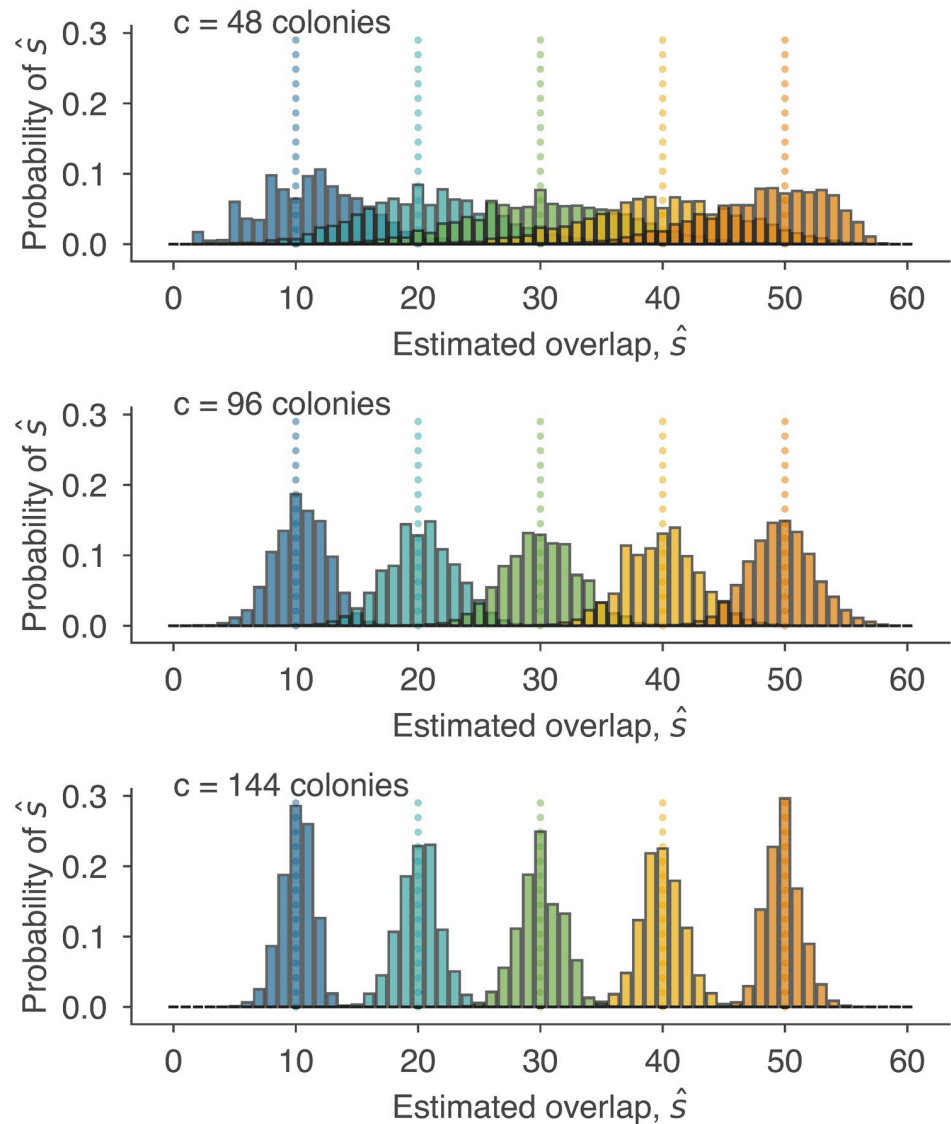 c = 48 colonies
Probability of ŝ
0.3
0.2
0.1
0.0
0 10 20 30 40 50 60
Estimated overlap, ŝ
c = 96 colonies
Probability of ŝ
0.3
0.2
0.1
0.0
0 10 20 30 40 50 60
Estimated overlap, ŝ
c = 144 colonies
Probability of ŝ
0.3
0.2
0.1
0.0
0 10 20 30 40 50 60
Estimated overlap, ŝ